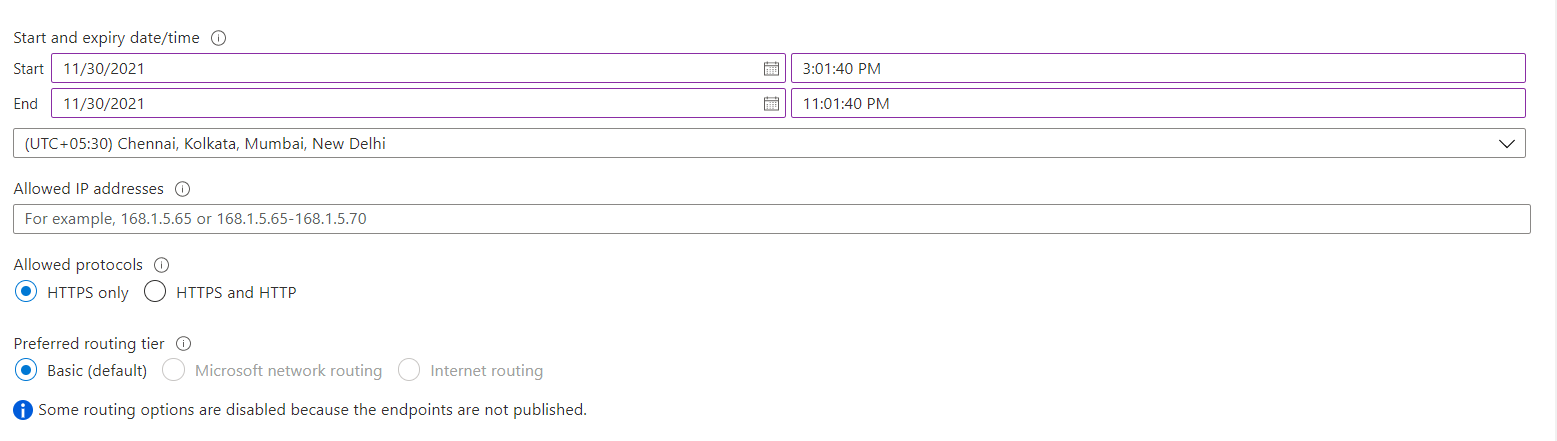 Start and expiry date/time
Start 11/30/2021 3:01:40 PM
End 11/30/2021 11:01:40 PM
(UTC+05:30) Chennai, Kolkata, Mumbai, New Delhi
Allowed IP addresses
For example, 168.1.5.65 or 168.1.5.65-168.1.5.70
Allowed protocols
HTTPS only HTTPS and HTTP
Preferred routing tier
Basic (default) Microsoft network routing Internet routing
Some routing options are disabled because the endpoints are not published.